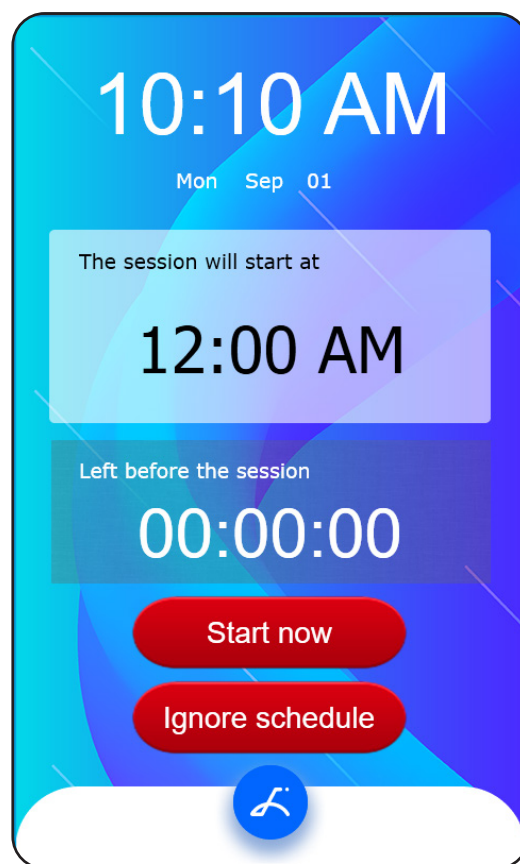 10:10 AM
Mon Sep 01
The session will start at
12:00 AM
Left before the session
00:00:00
Start now
Ignore schedule